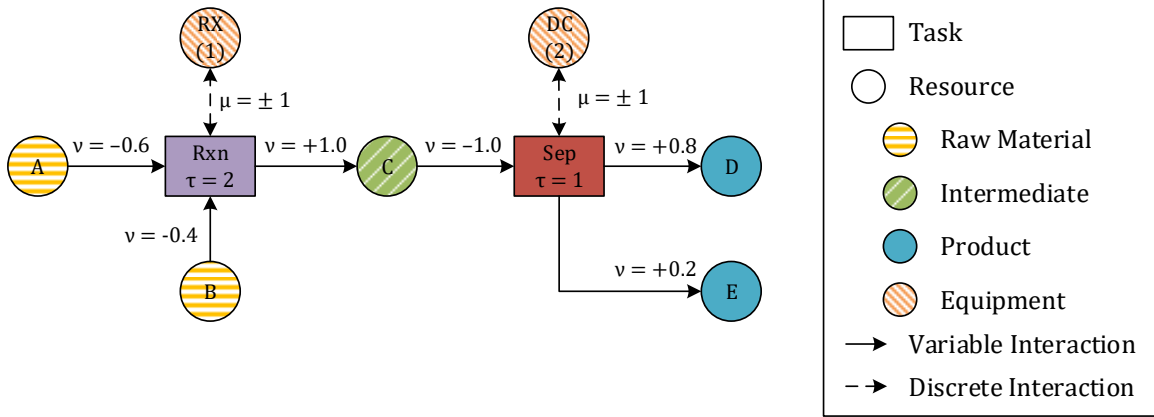 RX
(1)
DC
(2)
μ = ± 1
μ = ± 1
A
ν = –0.6
Rxn
τ = 2
ν = +1.0
C
ν = –1.0
Sep
τ = 1
ν = +0.8
D
ν = -0.4
B
ν = +0.2
E
Task
Resource
Raw Material
Intermediate
Product
Equipment
Variable Interaction
Discrete Interaction